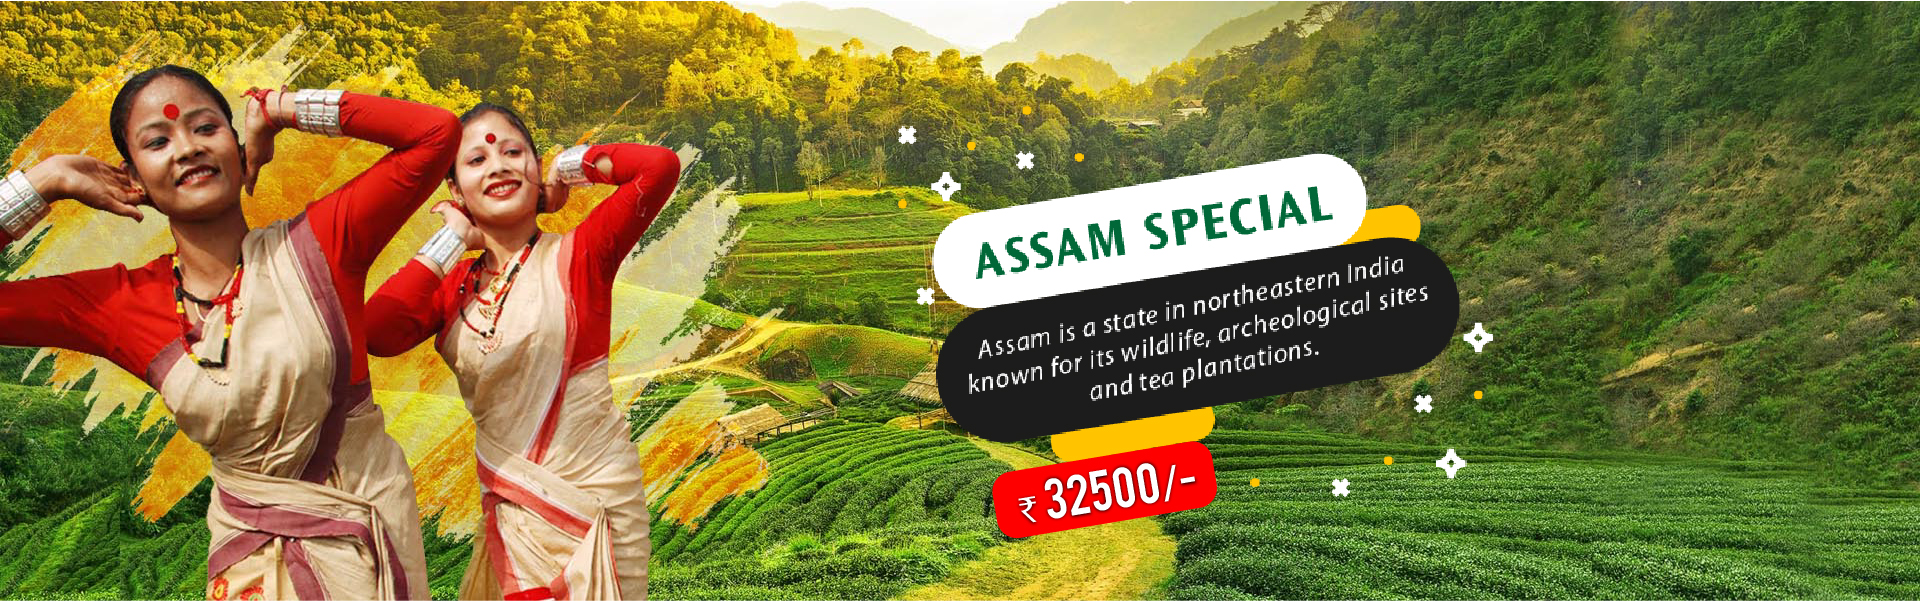 ASSAM SPECIAL
Assam is a state in northeastern India
known for its wildlife, archeological sites
and tea plantations.
₹ 32500/-